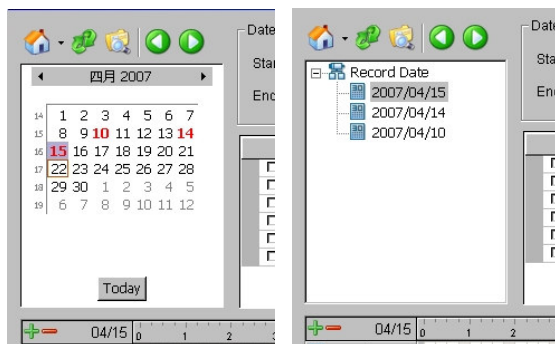 Date
Sta
End
四月 2007
14 1 2 3 4 5 6 7
15 8 9 10 11 12 13 14
16 15 16 17 18 19 20 21
17 22 23 24 25 26 27 28
18 29 30 1 2 3 4 5
19 6 7 8 9 10 11 12
Today
04/15 0 1 2
Date
Sta
End
Record Date
2007/04/15
2007/04/14
2007/04/10
04/15 0 1 2